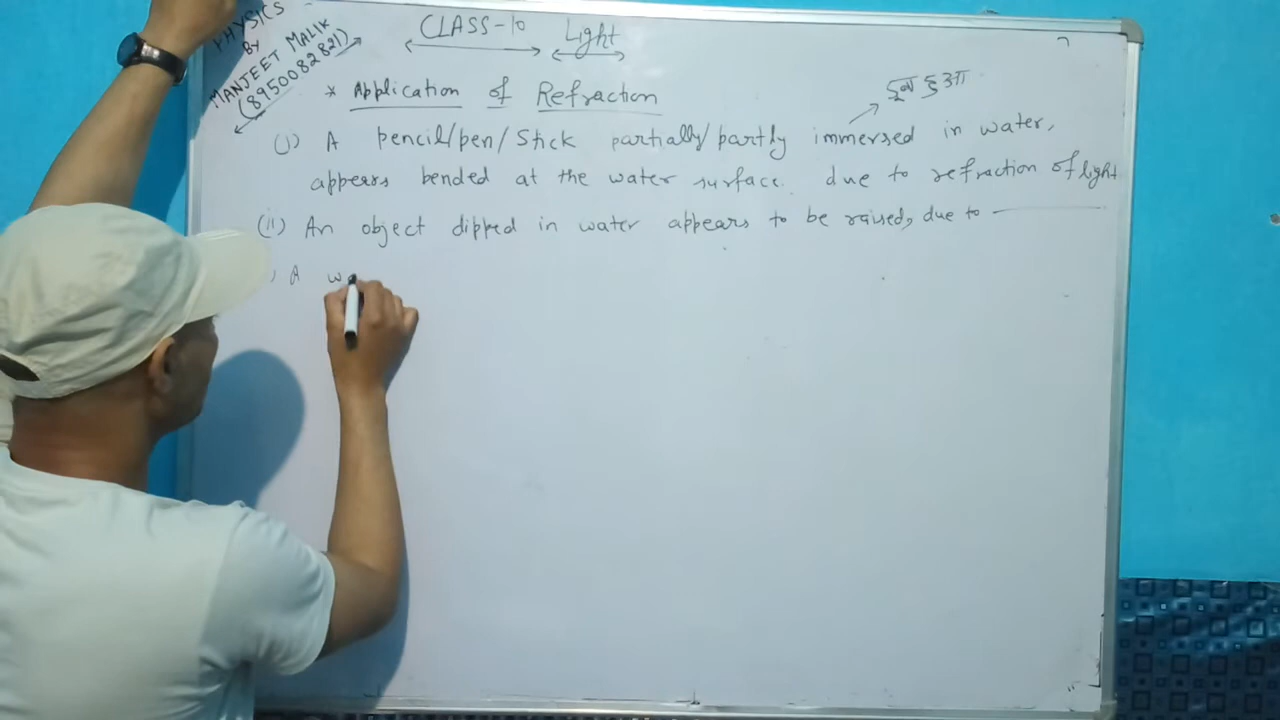 PHYSICS
BY
MANJEET MALIK
(8950082821)
CLASS-10 Light
* Application of Refraction
डूबा हुआ
(i) A pencil/pen/Stick partially/partly immersed in water,
appears bended at the water surface. due to refraction of light
(ii) An object dipped in water appears to be raised, due to
) A wa